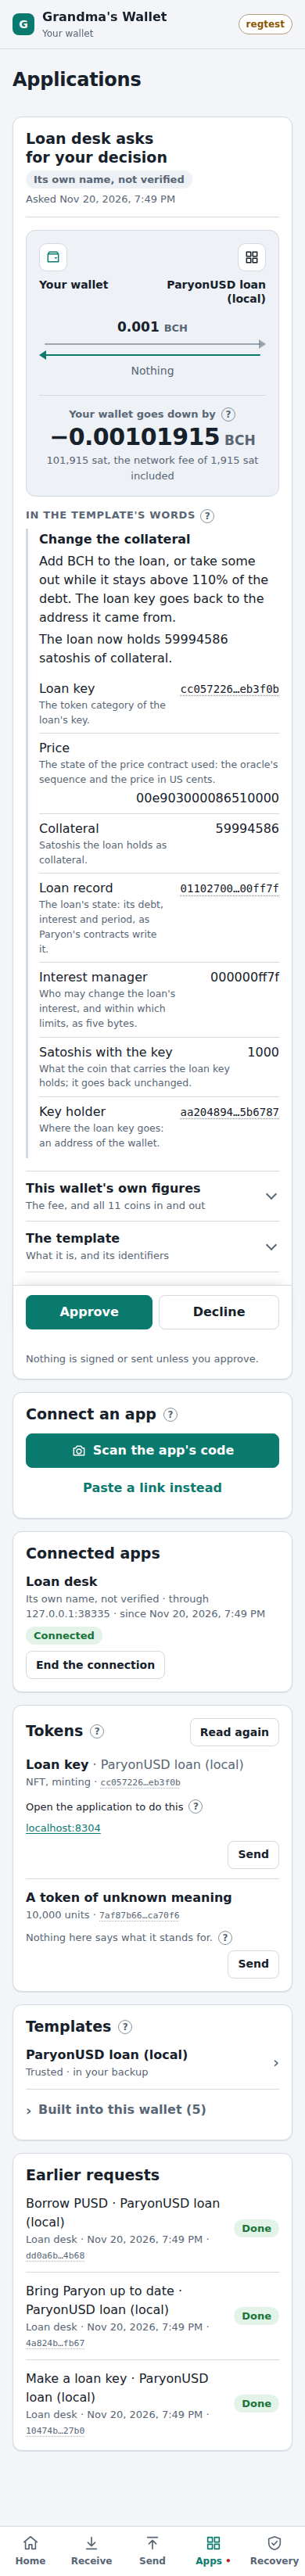 G
Grandma's Wallet
Your wallet
regtest
Applications
Loan desk asks
for your decision
Its own name, not verified
Asked Nov 20, 2026, 7:49 PM
Your wallet
ParyonUSD loan
(local)
0.001 BCH
Nothing
Your wallet goes down by ?
−0.00101915 BCH
101,915 sat, the network fee of 1,915 sat
included
IN THE TEMPLATE'S WORDS ?
Change the collateral
Add BCH to the loan, or take some
out while it stays above 110% of the
debt. The loan key goes back to the
address it came from.
The loan now holds 59994586
satoshis of collateral.
Loan key
cc057226…eb3f0b
The token category of the
loan's key.
Price
The state of the price contract used: the oracle's
sequence and the price in US cents.
00e903000086510000
Collateral
59994586
Satoshis the loan holds as
collateral.
Loan record
01102700…00ff7f
The loan's state: its debt,
interest and period, as
Paryon's contracts write
it.
Interest manager
000000ff7f
Who may change the loan's
interest, and within which
limits, as five bytes.
Satoshis with the key
1000
What the coin that carries the loan key
holds; it goes back unchanged.
Key holder
aa204894…5b6787
Where the loan key goes:
an address of the wallet.
This wallet's own figures
The fee, and all 11 coins in and out
The template
What it is, and its identifiers
Approve
Decline
Nothing is signed or sent unless you approve.
Connect an app ?
Scan the app's code
Paste a link instead
Connected apps
Loan desk
Its own name, not verified · through
127.0.0.1:38335 · since Nov 20, 2026, 7:49 PM
Connected
End the connection
Tokens ?
Read again
Loan key · ParyonUSD loan (local)
NFT, minting · cc057226…eb3f0b
Open the application to do this ?
localhost:8304
Send
A token of unknown meaning
10,000 units · 7af87b66…ca70f6
Nothing here says what it stands for. ?
Send
Templates ?
ParyonUSD loan (local)
Trusted · in your backup
›
› Built into this wallet (5)
Earlier requests
Borrow PUSD · ParyonUSD loan
(local)
Loan desk · Nov 20, 2026, 7:49 PM ·
dd0a6b…4b68
Done
Bring Paryon up to date ·
ParyonUSD loan (local)
Loan desk · Nov 20, 2026, 7:49 PM ·
4a824b…fb67
Done
Make a loan key · ParyonUSD
loan (local)
Loan desk · Nov 20, 2026, 7:49 PM ·
10474b…27b0
Done
Home
Receive
Send
Apps
Recovery